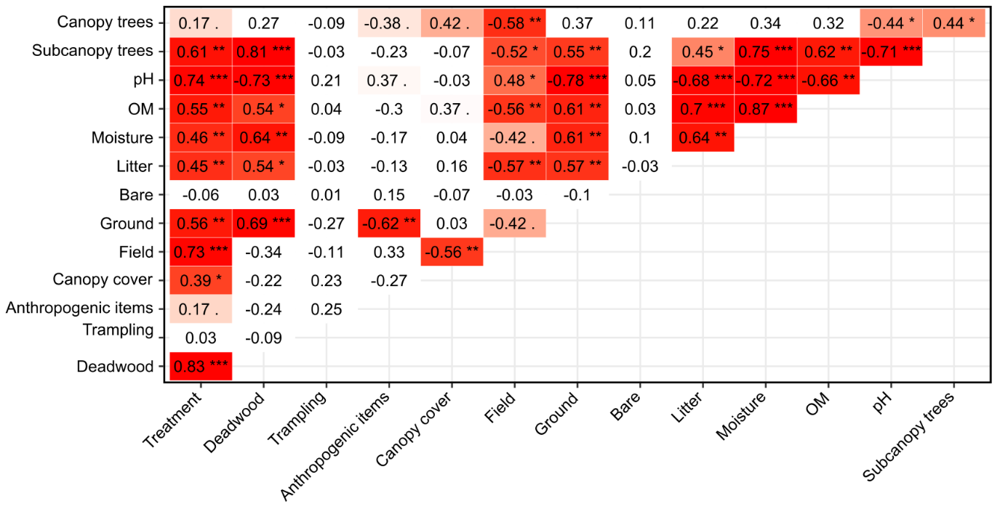 Canopy trees 0.17 . 0.27 -0.09 -0.38 . 0.42 . -0.58 ** 0.37 0.11 0.22 0.34 0.32 -0.44 * 0.44 *
Subcanopy trees 0.61 ** 0.81 *** -0.03 -0.23 -0.07 -0.52 * 0.55 ** 0.2 0.45 * 0.75 *** 0.62 ** -0.71 ***
pH 0.74 *** -0.73 *** 0.21 0.37 . -0.03 0.48 * -0.78 *** 0.05 -0.68 *** -0.72 *** -0.66 **
OM 0.55 ** 0.54 * 0.04 -0.3 0.37 . -0.56 ** 0.61 ** 0.03 0.7 *** 0.87 ***
Moisture 0.46 ** 0.64 ** -0.09 -0.17 0.04 -0.42 . 0.61 ** 0.1 0.64 **
Litter 0.45 ** 0.54 * -0.03 -0.13 0.16 -0.57 ** 0.57 ** -0.03
Bare -0.06 0.03 0.01 0.15 -0.07 -0.03 -0.1
Ground 0.56 ** 0.69 *** -0.27 -0.62 ** 0.03 -0.42 .
Field 0.73 *** -0.34 -0.11 0.33 -0.56 **
Canopy cover 0.39 * -0.22 0.23 -0.27
Anthropogenic items 0.17 . -0.24 0.25
Trampling 0.03 -0.09
Deadwood 0.83 ***
Treatment Deadwood Trampling Anthropogenic items Canopy cover Field Ground Bare Litter Moisture OM pH Subcanopy trees